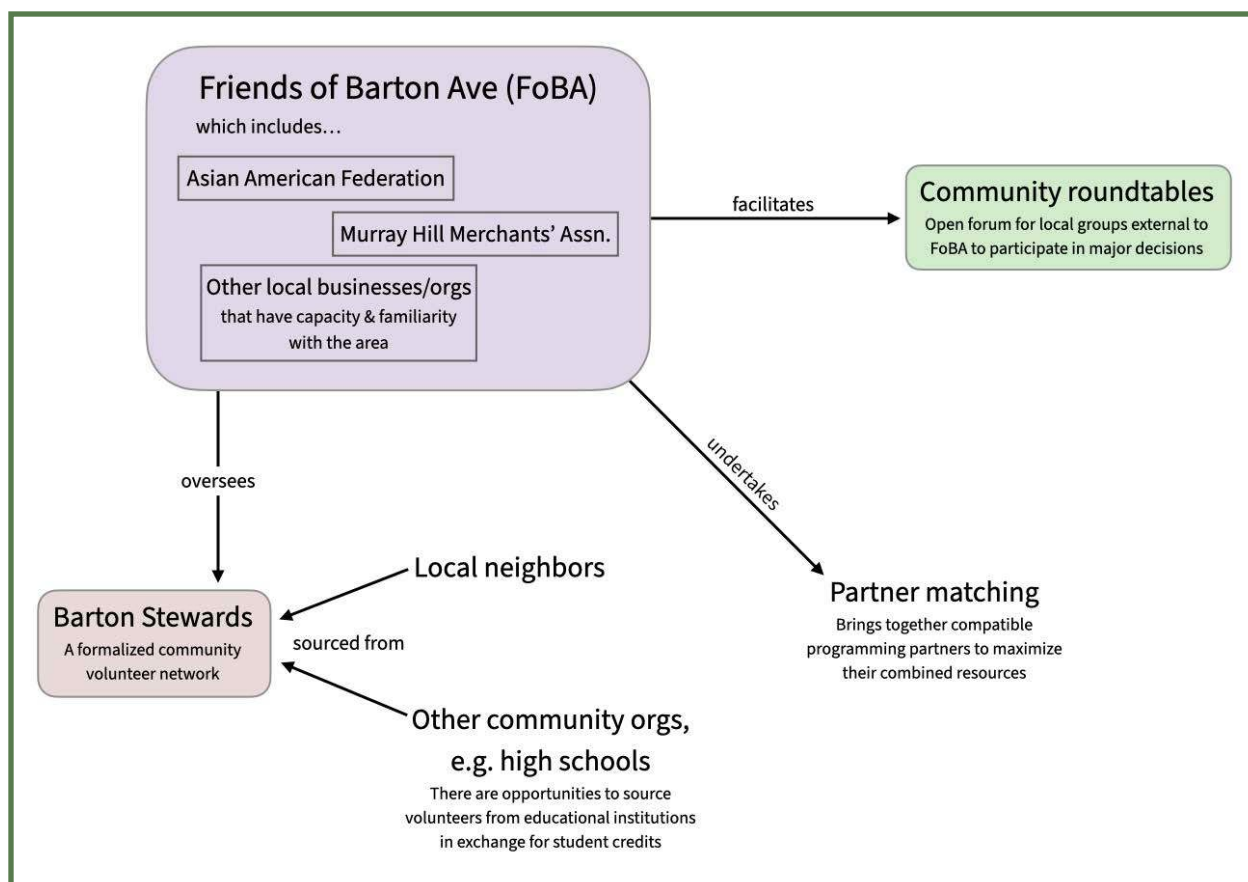 Friends of Barton Ave (FoBA)
which includes…
Asian American Federation
Murray Hill Merchants’ Assn.
Other local businesses/orgs
that have capacity & familiarity
with the area
facilitates
Community roundtables
Open forum for local groups external to
FoBA to participate in major decisions
oversees
undertakes
Barton Stewards
A formalized community
volunteer network
sourced from
Local neighbors
Other community orgs,
e.g. high schools
There are opportunities to source
volunteers from educational institutions
in exchange for student credits
Partner matching
Brings together compatible
programming partners to maximize
their combined resources